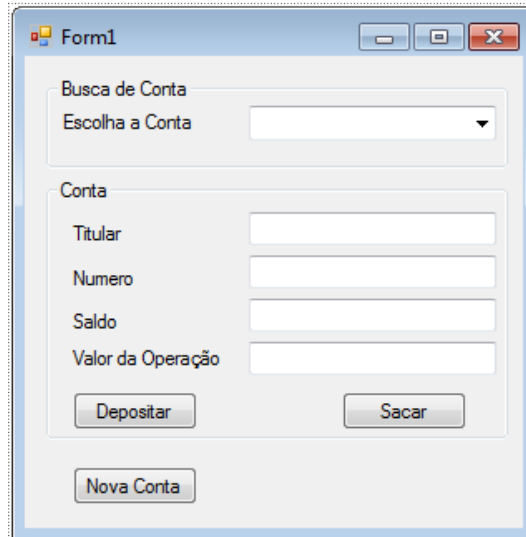 Form1
Busca de Conta
Escolha a Conta
Conta
Titular
Numero
Saldo
Valor da Operação
Depositar Sacar
Nova Conta